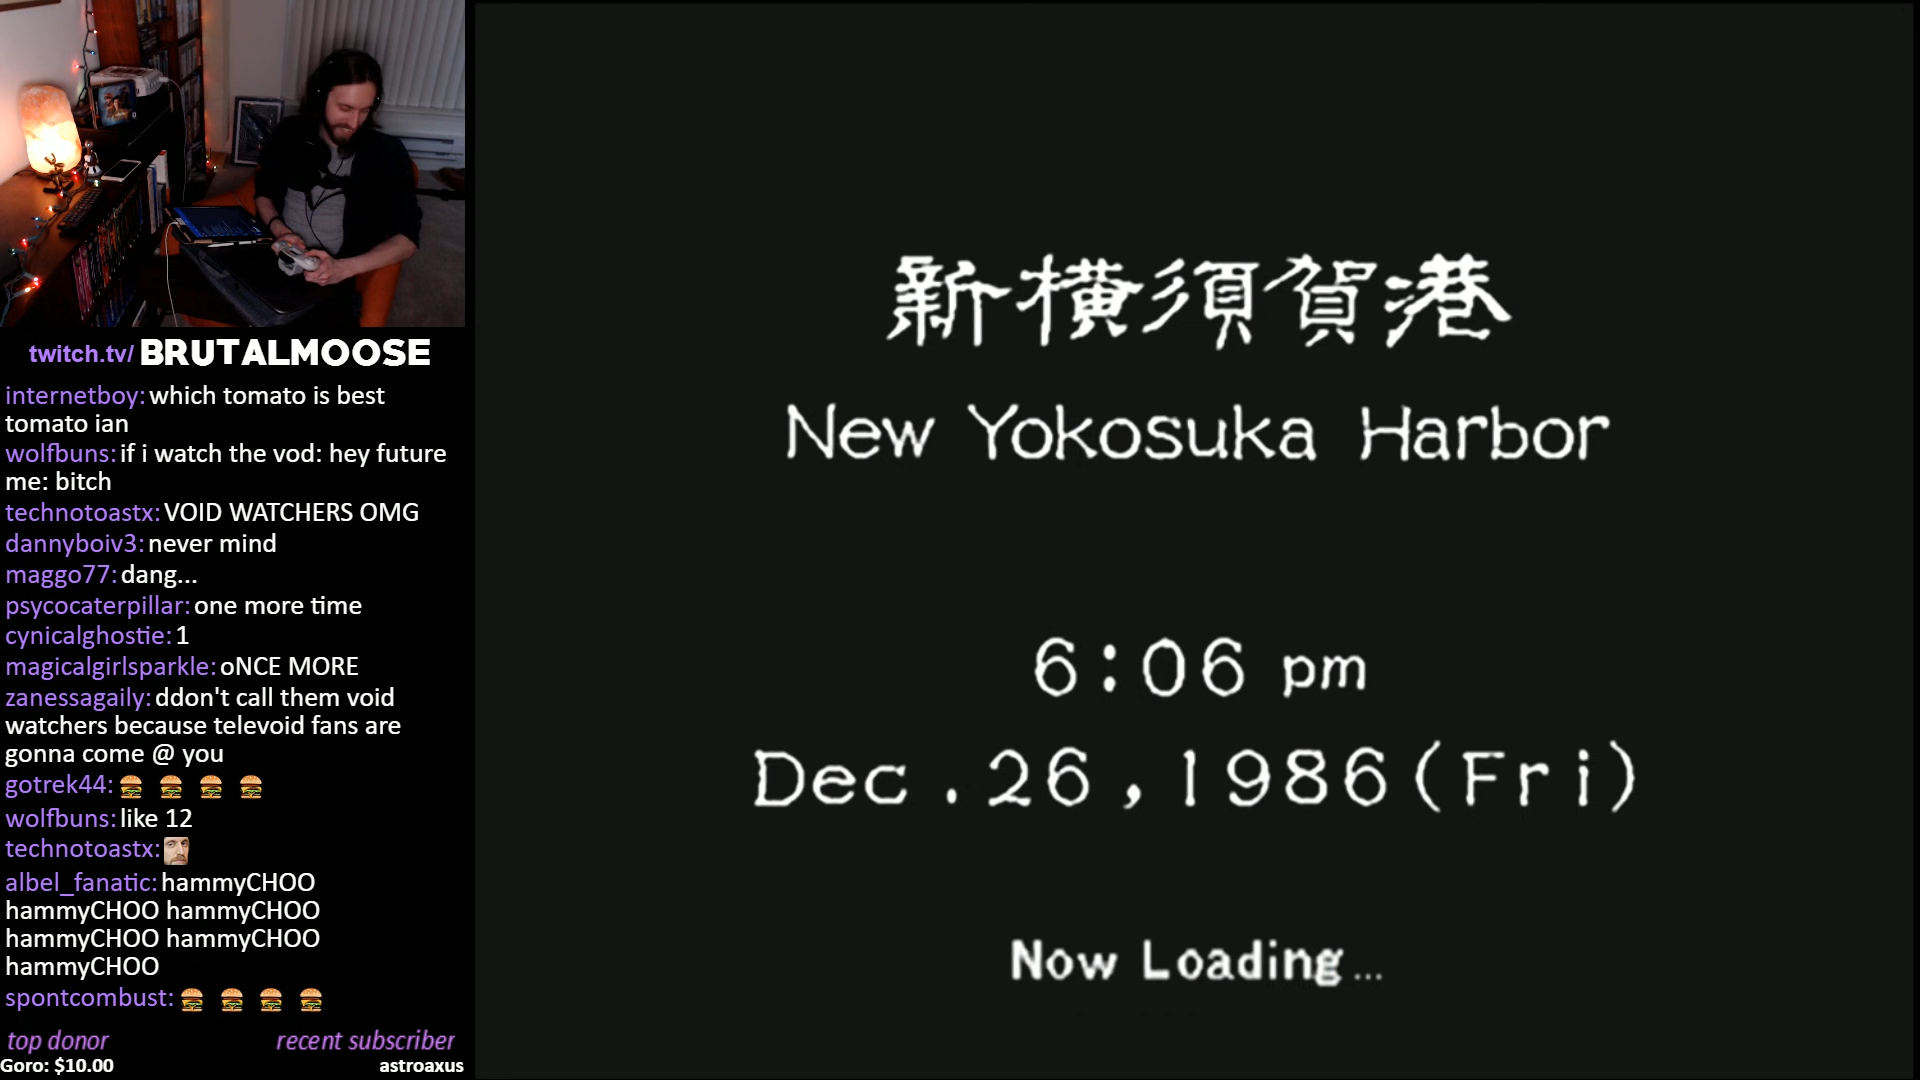 twitch.tv/ BRUTALMOOSE
internetboy: which tomato is best
tomato ian
wolfbuns: if i watch the vod: hey future
me: bitch
technotoastx: VOID WATCHERS OMG
dannyboiv3: never mind
maggo77: dang...
psycocaterpillar: one more time
cynicalghostie: 1
magicalgirlsparkle: oNCE MORE
zanessagaily: ddon't call them void
watchers because televoid fans are
gonna come @ you
gotrek44: 🍔 🍔 🍔 🍔
wolfbuns: like 12
technotoastx:
albel_fanatic: hammyCHOO
hammyCHOO hammyCHOO
hammyCHOO hammyCHOO
hammyCHOO
spontcombust: 🍔 🍔 🍔 🍔
top donor recent subscriber
Goro: $10.00 astroaxus
新横須賀港
New Yokosuka Harbor
6:06 pm
Dec.26,1986(Fri)
Now Loading...